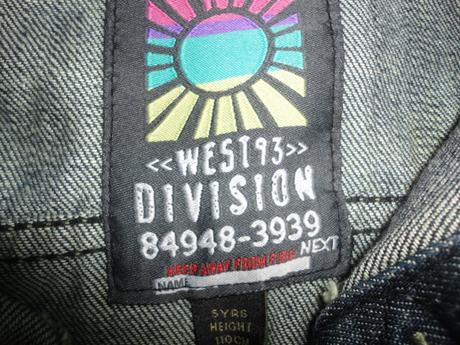 <<WEST93>>
DIVISION
84948-3939
NEXT
KEEP AWAY FROM FIRE
NAME
5YRS
HEIGHT
110CM